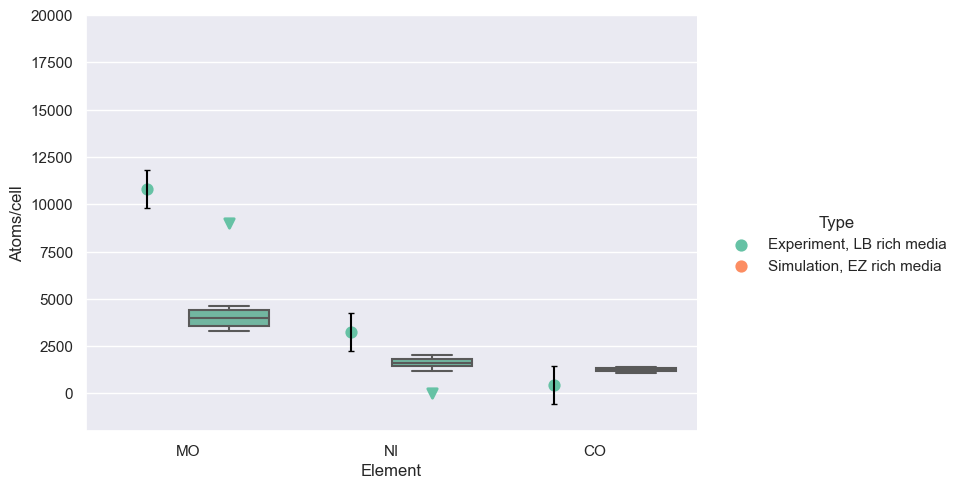 20000
17500
15000
12500
10000
7500
5000
2500
0
Atoms/cell
MO
NI
CO
Element
Type
Experiment, LB rich media
Simulation, EZ rich media